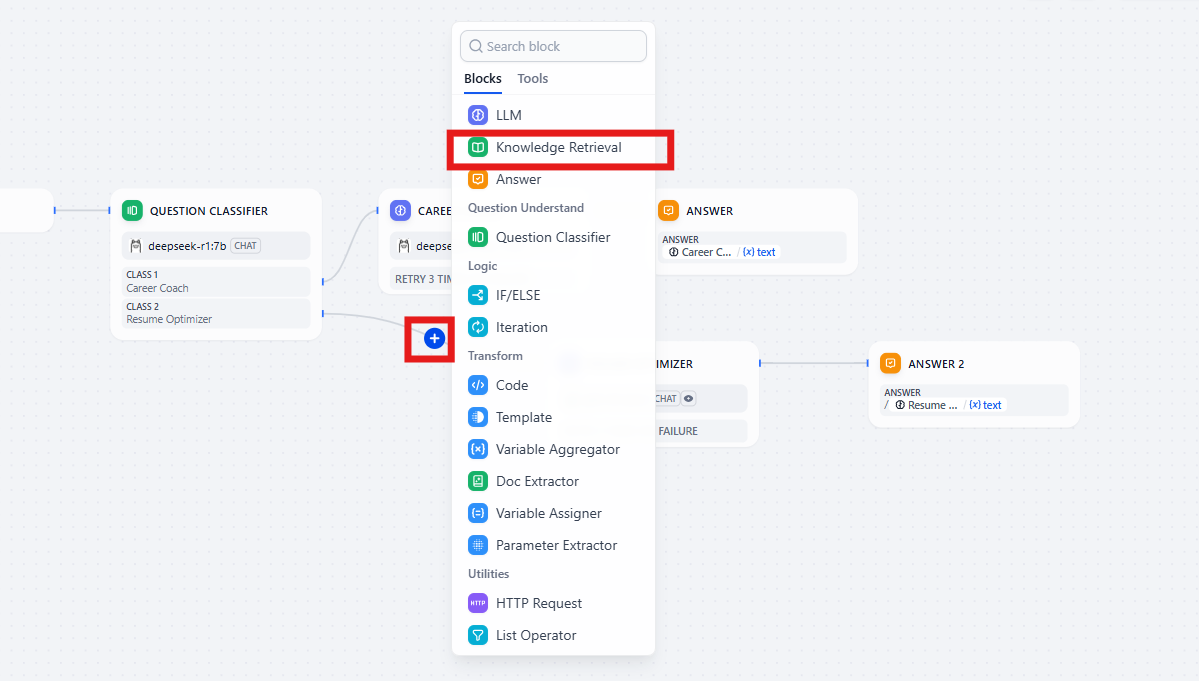 Search block
Blocks Tools
LLM
Knowledge Retrieval
Answer
Question Understand
Question Classifier
Logic
IF/ELSE
Iteration
Transform
Code
Template
Variable Aggregator
Doc Extractor
Variable Assigner
Parameter Extractor
Utilities
HTTP
HTTP Request
List Operator
QUESTION CLASSIFIER
deepseek-r1:7b CHAT
CLASS 1
Career Coach
CLASS 2
Resume Optimizer
CAREE
deepse
RETRY 3 TIM
ANSWER
ANSWER
Career C... / {x} text
IMIZER
CHAT
FAILURE
ANSWER 2
ANSWER
/ Resume ... / {x} text